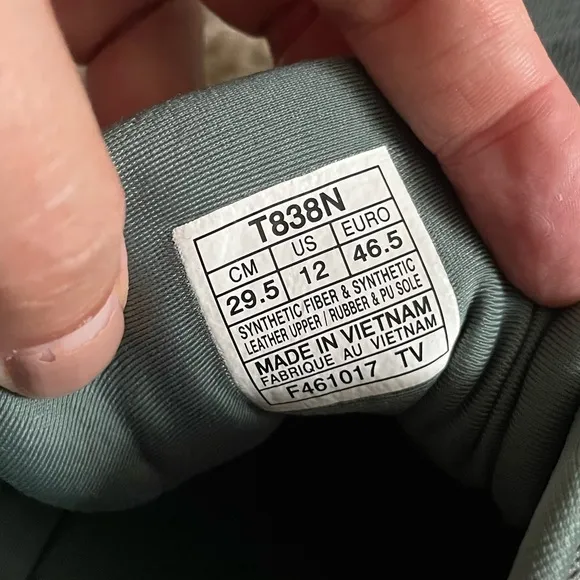 T838N
CM US EURO
29.5 12 46.5
SYNTHETIC FIBER & SYNTHETIC
LEATHER UPPER / RUBBER & PU SOLE
MADE IN VIETNAM
FABRIQUE AU VIETNAM
F461017 TV